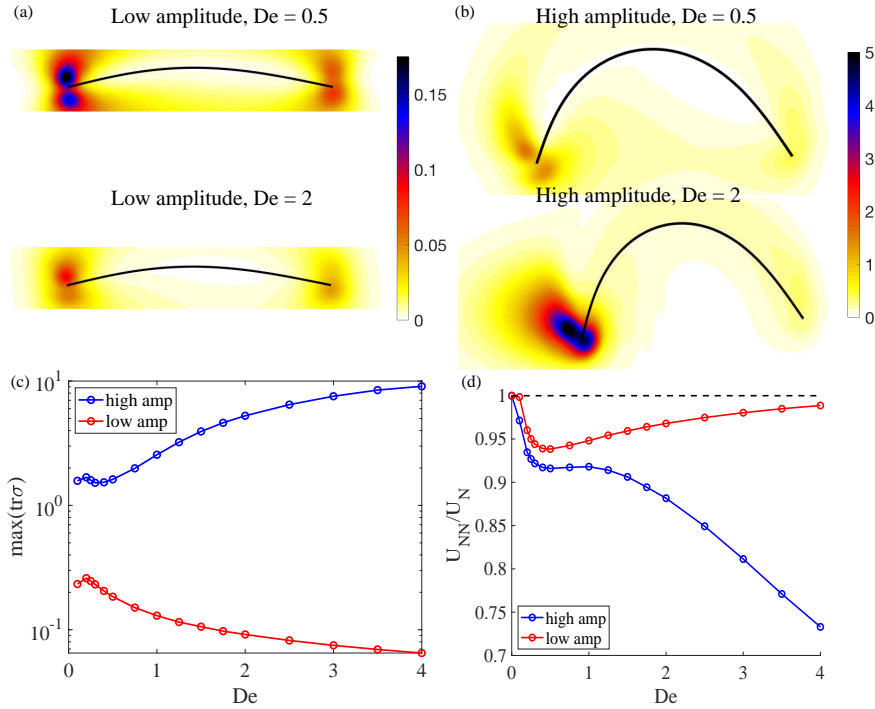 (a) Low amplitude, De = 0.5
0.15
0.1
0.05
0
Low amplitude, De = 2
(b) High amplitude, De = 0.5
5
4
3
2
1
0
High amplitude, De = 2
(c)
10^1
10^0
10^-1
max(trσ)
high amp
low amp
0 1 2 3 4
De
(d)
1
0.95
0.9
0.85
0.8
0.75
0.7
U_NN/U_N
high amp
low amp
0 1 2 3 4
De